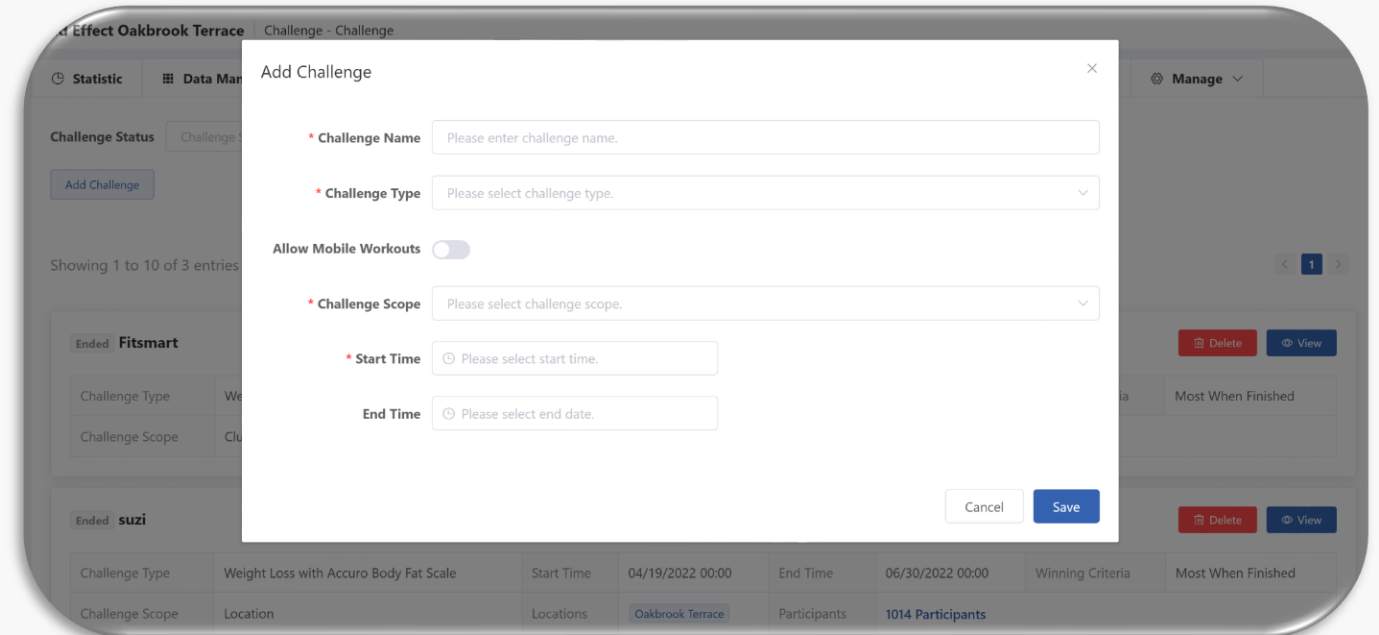 Effect Oakbrook Terrace Challenge - Challenge
Add Challenge
Statistic Data Man Manage
* Challenge Name Please enter challenge name.
Challenge Status Challenge S
* Challenge Type Please select challenge type.
Add Challenge
Allow Mobile Workouts
Showing 1 to 10 of 3 entries < 1 >
* Challenge Scope Please select challenge scope.
Ended Fitsmart Delete View
* Start Time Please select start time.
Challenge Type We ia Most When Finished
End Time Please select end date.
Challenge Scope Clu
Cancel Save
Ended suzi Delete View
Challenge Type Weight Loss with Accuro Body Fat Scale Start Time 04/19/2022 00:00 End Time 06/30/2022 00:00 Winning Criteria Most When Finished
Challenge Scope Location Locations Oakbrook Terrace Participants 1014 Participants